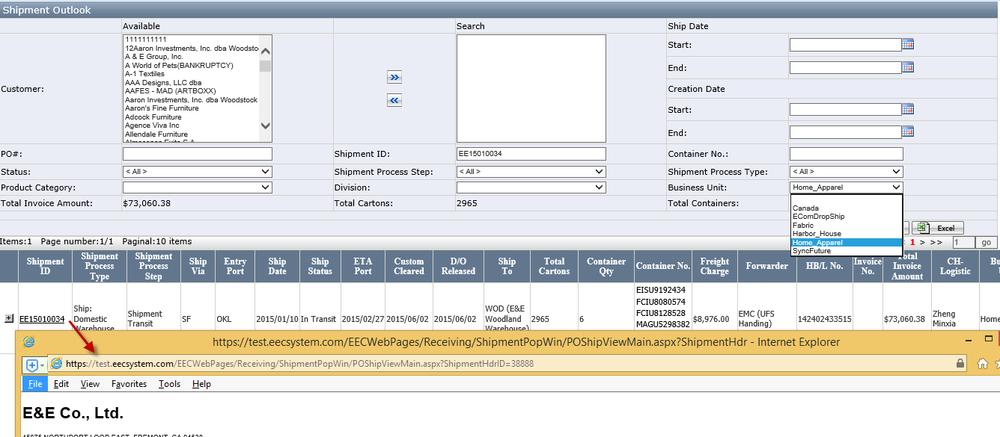 Shipment Outlook
Available Search Ship Date
Customer:
1111111111
12Aaron Investments, Inc. dba Woodsto
A & E Group, Inc.
A World of Pets(BANKRUPTCY)
A-1 Textiles
AAA Designs, LLC dba
AAFES - MAD (ARTBOXX)
Aaron Investments, Inc. dba Woodstock
Aaron's Fine Furniture
Adcock Furniture
Agence Viva Inc
Allendale Furniture
Start:
End:
Creation Date
Start:
End:
PO#: Shipment ID: EE15010034 Container No.:
Status: < All > Shipment Process Step: < All > Shipment Process Type: < All >
Product Category: Division: Business Unit: Home_Apparel
Total Invoice Amount: $73,060.38 Total Cartons: 2965 Total Containers:
Canada
EComDropShip
Fabric
Harbor_House
Home_Apparel
SyncFuture
Excel
Items:1 Page number:1/1 Paginal:10 items 1 > >> 1 go
Shipment ID
Shipment Process Type
Shipment Process Step
Ship Via
Entry Port
Ship Date
Ship Status
ETA Port
Custom Cleared
D/O Released
Ship To
Total Cartons
Container Qty
Container No.
Freight Charge
Forwarder
HB/L No.
Invoice No.
Total Invoice Amount
CH-Logistic
Bu
EE15010034
Ship: Domestic Warehouse
Shipment Transit
SF
OKL
2015/01/10
In Transit
2015/02/27
2015/06/02
2015/06/02
WOD (E&E Woodland Warehouse)
2965
6
EISU9192434
FCIU8080574
FCIU8128528
MAGU5298382
$8,976.00
EMC (UFS Handing)
142402433515
$73,060.38
Zheng Minxia
Home
https://test.eecsystem.com/EECWebPages/Receiving/ShipmentPopWin/POShipViewMain.aspx?ShipmentHdr - Internet Explorer
https://test.eecsystem.com/EECWebPages/Receiving/ShipmentPopWin/POShipViewMain.aspx?ShipmentHdrID=38888
File Edit View Favorites Tools Help
E&E Co., Ltd.